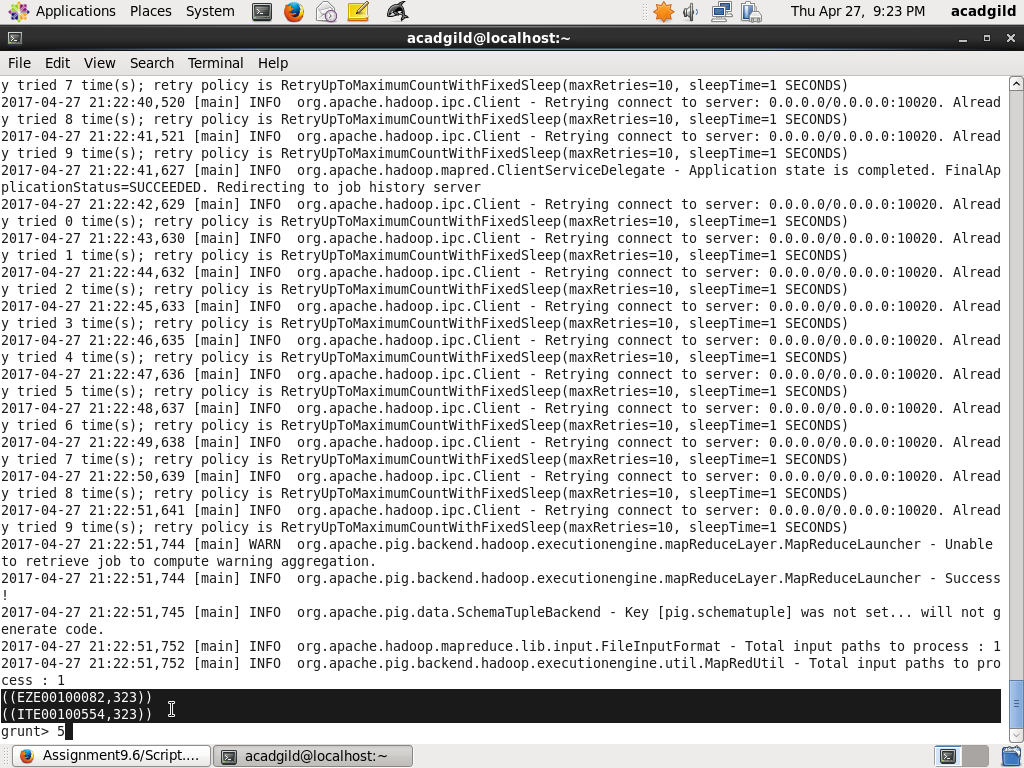 Applications Places System Thu Apr 27, 9:23 PM acadgild
acadgild@localhost:~
File Edit View Search Terminal Help
y tried 7 time(s); retry policy is RetryUpToMaximumCountWithFixedSleep(maxRetries=10, sleepTime=1 SECONDS)
2017-04-27 21:22:40,520 [main] INFO  org.apache.hadoop.ipc.Client - Retrying connect to server: 0.0.0.0/0.0.0.0:10020. Alread
y tried 8 time(s); retry policy is RetryUpToMaximumCountWithFixedSleep(maxRetries=10, sleepTime=1 SECONDS)
2017-04-27 21:22:41,521 [main] INFO  org.apache.hadoop.ipc.Client - Retrying connect to server: 0.0.0.0/0.0.0.0:10020. Alread
y tried 9 time(s); retry policy is RetryUpToMaximumCountWithFixedSleep(maxRetries=10, sleepTime=1 SECONDS)
2017-04-27 21:22:41,627 [main] INFO  org.apache.hadoop.mapred.ClientServiceDelegate - Application state is completed. FinalAp
plicationStatus=SUCCEEDED. Redirecting to job history server
2017-04-27 21:22:42,629 [main] INFO  org.apache.hadoop.ipc.Client - Retrying connect to server: 0.0.0.0/0.0.0.0:10020. Alread
y tried 0 time(s); retry policy is RetryUpToMaximumCountWithFixedSleep(maxRetries=10, sleepTime=1 SECONDS)
2017-04-27 21:22:43,630 [main] INFO  org.apache.hadoop.ipc.Client - Retrying connect to server: 0.0.0.0/0.0.0.0:10020. Alread
y tried 1 time(s); retry policy is RetryUpToMaximumCountWithFixedSleep(maxRetries=10, sleepTime=1 SECONDS)
2017-04-27 21:22:44,632 [main] INFO  org.apache.hadoop.ipc.Client - Retrying connect to server: 0.0.0.0/0.0.0.0:10020. Alread
y tried 2 time(s); retry policy is RetryUpToMaximumCountWithFixedSleep(maxRetries=10, sleepTime=1 SECONDS)
2017-04-27 21:22:45,633 [main] INFO  org.apache.hadoop.ipc.Client - Retrying connect to server: 0.0.0.0/0.0.0.0:10020. Alread
y tried 3 time(s); retry policy is RetryUpToMaximumCountWithFixedSleep(maxRetries=10, sleepTime=1 SECONDS)
2017-04-27 21:22:46,635 [main] INFO  org.apache.hadoop.ipc.Client - Retrying connect to server: 0.0.0.0/0.0.0.0:10020. Alread
y tried 4 time(s); retry policy is RetryUpToMaximumCountWithFixedSleep(maxRetries=10, sleepTime=1 SECONDS)
2017-04-27 21:22:47,636 [main] INFO  org.apache.hadoop.ipc.Client - Retrying connect to server: 0.0.0.0/0.0.0.0:10020. Alread
y tried 5 time(s); retry policy is RetryUpToMaximumCountWithFixedSleep(maxRetries=10, sleepTime=1 SECONDS)
2017-04-27 21:22:48,637 [main] INFO  org.apache.hadoop.ipc.Client - Retrying connect to server: 0.0.0.0/0.0.0.0:10020. Alread
y tried 6 time(s); retry policy is RetryUpToMaximumCountWithFixedSleep(maxRetries=10, sleepTime=1 SECONDS)
2017-04-27 21:22:49,638 [main] INFO  org.apache.hadoop.ipc.Client - Retrying connect to server: 0.0.0.0/0.0.0.0:10020. Alread
y tried 7 time(s); retry policy is RetryUpToMaximumCountWithFixedSleep(maxRetries=10, sleepTime=1 SECONDS)
2017-04-27 21:22:50,639 [main] INFO  org.apache.hadoop.ipc.Client - Retrying connect to server: 0.0.0.0/0.0.0.0:10020. Alread
y tried 8 time(s); retry policy is RetryUpToMaximumCountWithFixedSleep(maxRetries=10, sleepTime=1 SECONDS)
2017-04-27 21:22:51,641 [main] INFO  org.apache.hadoop.ipc.Client - Retrying connect to server: 0.0.0.0/0.0.0.0:10020. Alread
y tried 9 time(s); retry policy is RetryUpToMaximumCountWithFixedSleep(maxRetries=10, sleepTime=1 SECONDS)
2017-04-27 21:22:51,744 [main] WARN  org.apache.pig.backend.hadoop.executionengine.mapReduceLayer.MapReduceLauncher - Unable
to retrieve job to compute warning aggregation.
2017-04-27 21:22:51,744 [main] INFO  org.apache.pig.backend.hadoop.executionengine.mapReduceLayer.MapReduceLauncher - Success
!
2017-04-27 21:22:51,745 [main] INFO  org.apache.pig.data.SchemaTupleBackend - Key [pig.schematuple] was not set... will not g
enerate code.
2017-04-27 21:22:51,752 [main] INFO  org.apache.hadoop.mapreduce.lib.input.FileInputFormat - Total input paths to process : 1
2017-04-27 21:22:51,752 [main] INFO  org.apache.pig.backend.hadoop.executionengine.util.MapRedUtil - Total input paths to pro
cess : 1
((EZE00100082,323))
((ITE00100554,323))
grunt> 5
Assignment9.6/Script.... acadgild@localhost:~